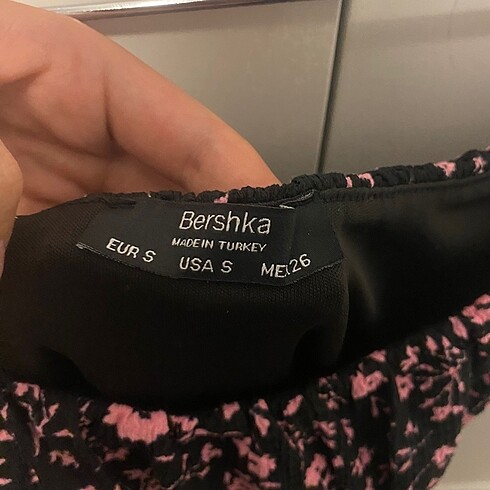 Bershka
MADE IN TURKEY
EUR S USA S MEX 26